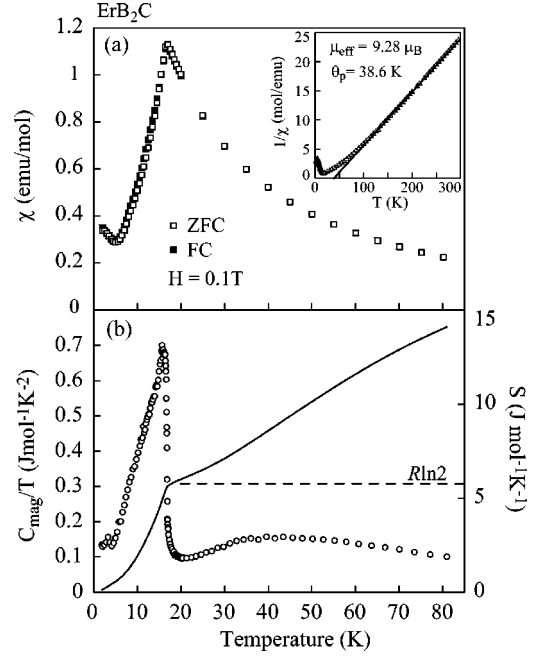 ErB₂C
(a)
χ (emu/mol)
1.2
1
0.8
0.6
0.4
0.2
0
ZFC
FC
H = 0.1T
μeff = 9.28 μB
θp = 38.6 K
1/χ (mol/emu)
25
20
15
10
5
0
0 100 200 300
T (K)
(b)
Cmag/T (Jmol-1K-2)
0.7
0.6
0.5
0.4
0.3
0.2
0.1
0
Rln2
15
10
5
0
S (J mol-1K-1)
0 10 20 30 40 50 60 70 80
Temperature (K)